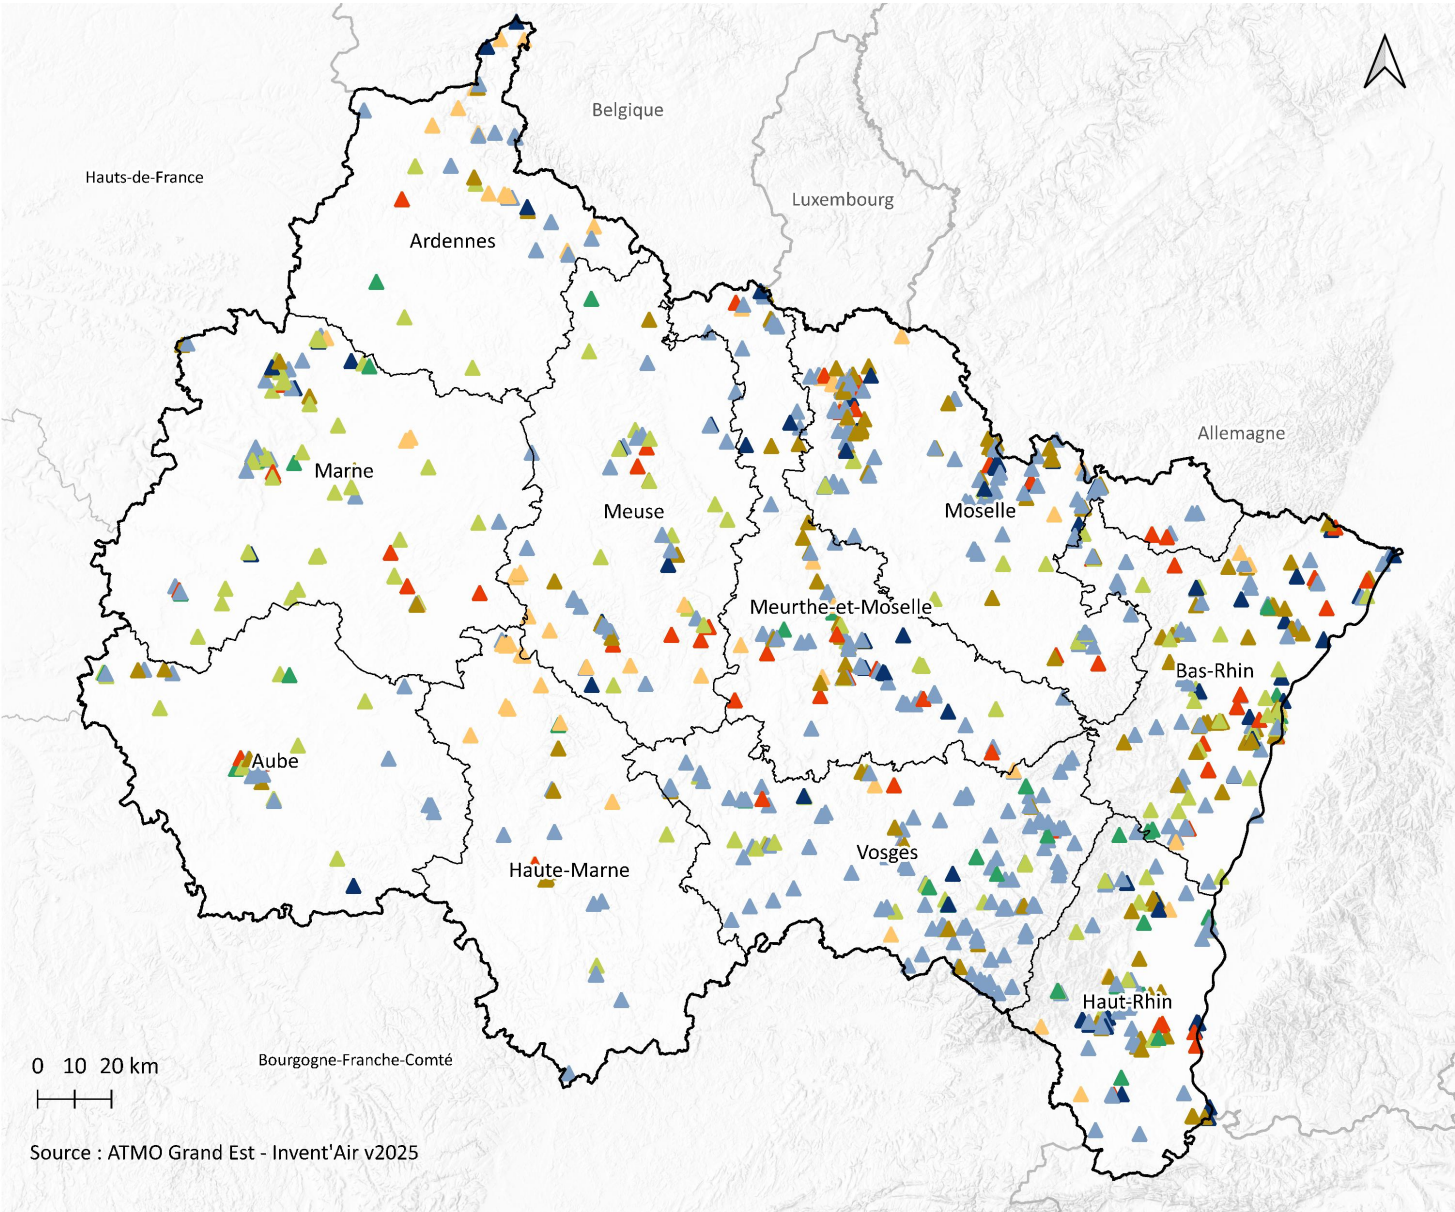 Belgique
Hauts-de-France
Luxembourg
Ardennes
Allemagne
Marne
Meuse
Moselle
Meurthe-et-Moselle
Bas-Rhin
Aube
Vosges
Haute-Marne
Haut-Rhin
Bourgogne-Franche-Comté
0 10 20 km
Source : ATMO Grand Est - Invent'Air v2025